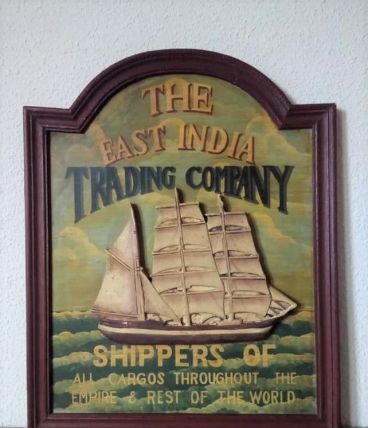 THE
EAST INDIA
TRADING COMPANY
SHIPPERS OF
ALL CARGOS THROUGHOUT THE
EMPIRE & REST OF THE WORLD